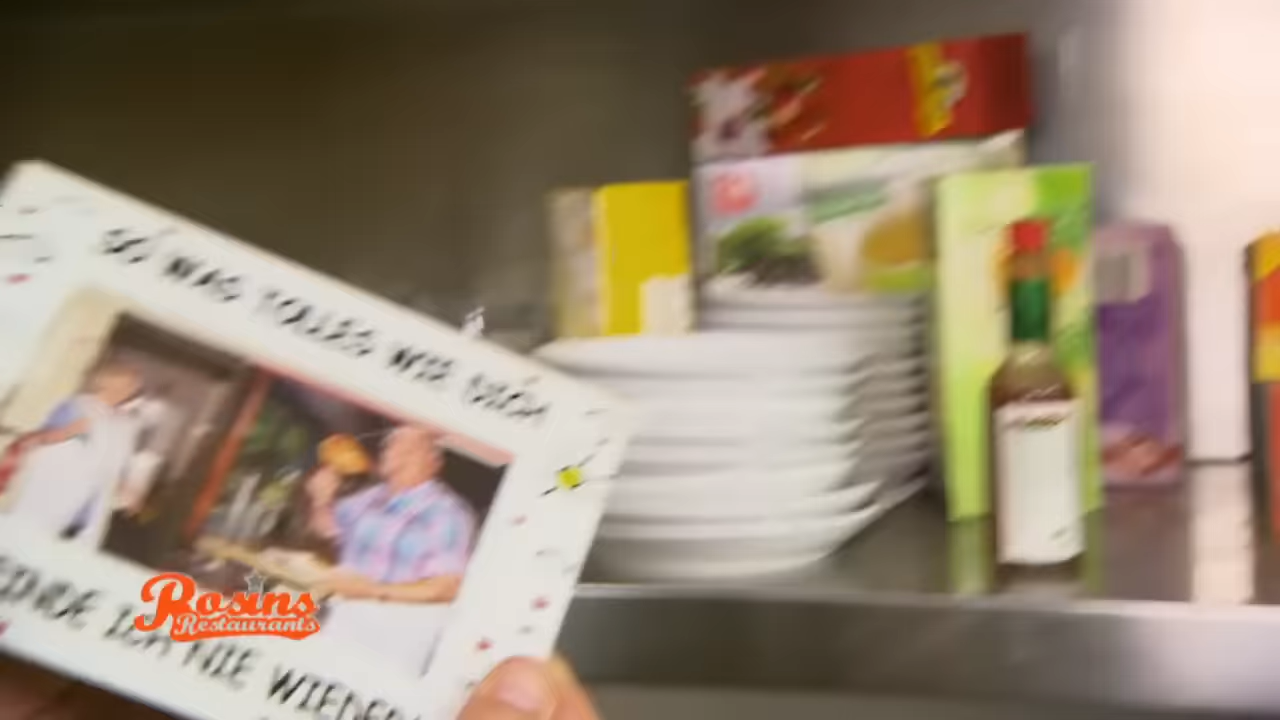 SO WAS TOLLES WIE DICH
FINDE ICH NIE WIEDER
Rosins
Restaurants